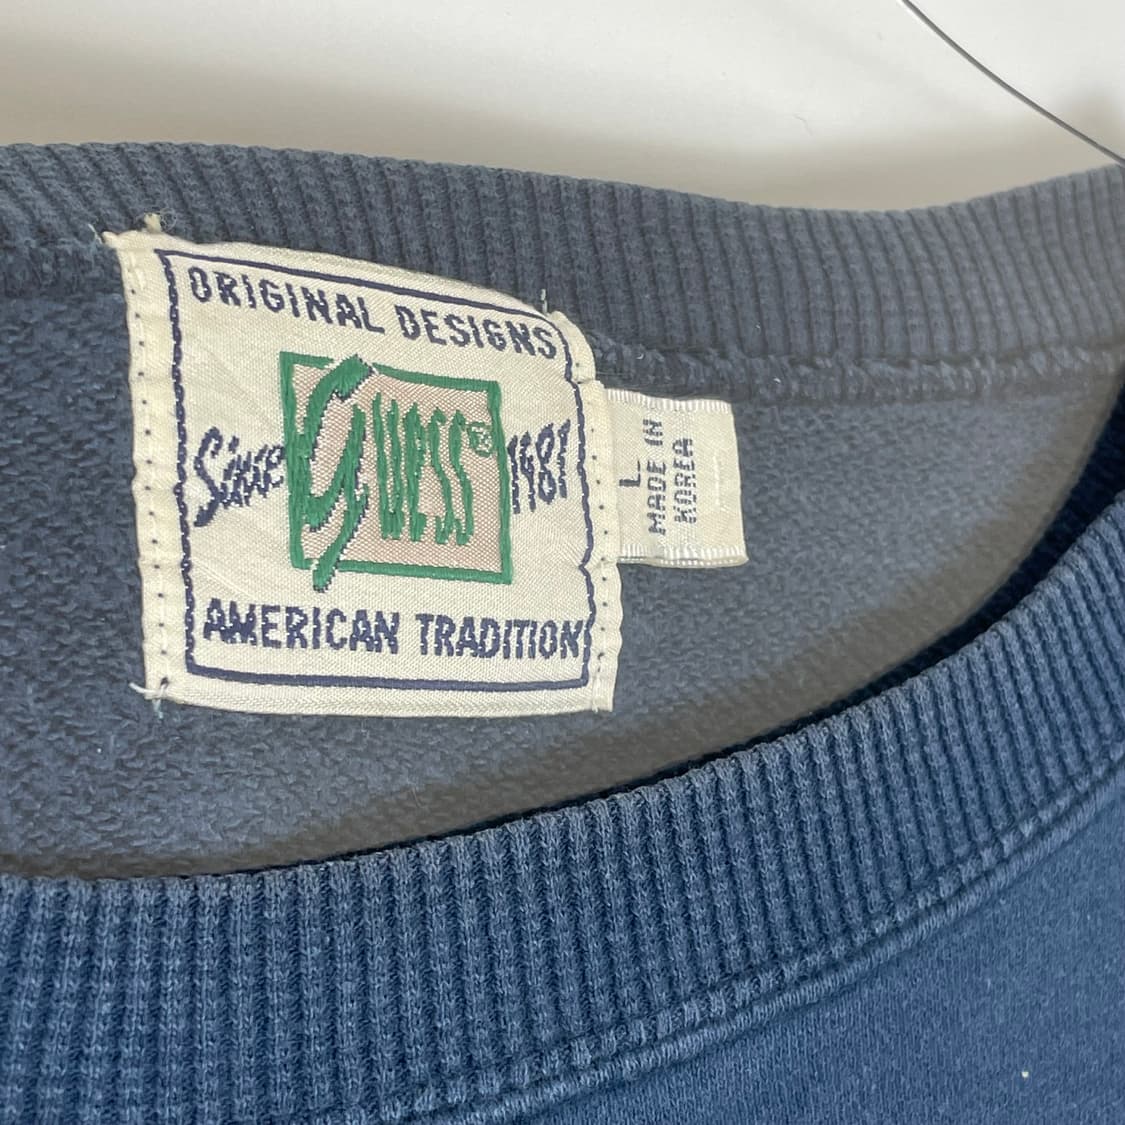 ORIGINAL DESIGNS
Since GUESS® 1981
AMERICAN TRADITION
L
MADE IN
KOREA